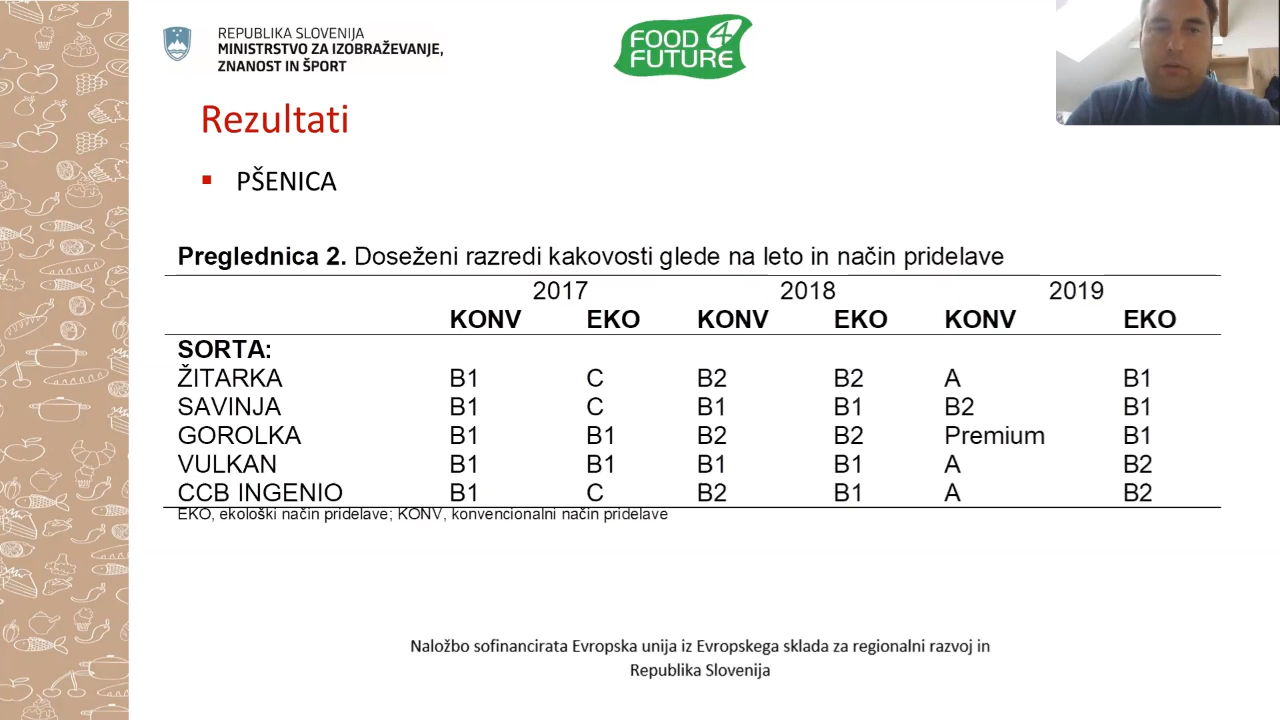 REPUBLIKA SLOVENIJA
MINISTRSTVO ZA IZOBRAŽEVANJE,
ZNANOST IN ŠPORT
FOOD 4
FUTURE
Rezultati
▪ PŠENICA
Preglednica 2. Doseženi razredi kakovosti glede na leto in način pridelave
2017 2018 2019
KONV EKO KONV EKO KONV EKO
SORTA:
ŽITARKA B1 C B2 B2 A B1
SAVINJA B1 C B1 B1 B2 B1
GOROLKA B1 B1 B2 B2 Premium B1
VULKAN B1 B1 B1 B1 A B2
CCB INGENIO B1 C B2 B1 A B2
EKO, ekološki način pridelave; KONV, konvencionalni način pridelave
Naložbo sofinancirata Evropska unija iz Evropskega sklada za regionalni razvoj in
Republika Slovenija